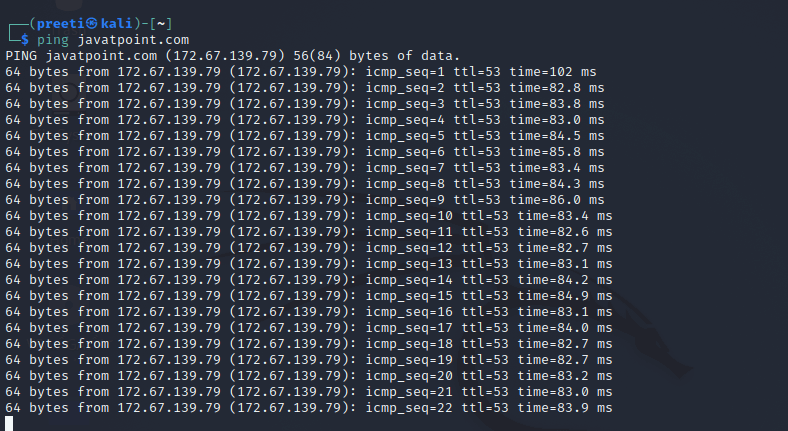 ┌──(preeti㉿kali)-[~]
└─$ ping javatpoint.com
PING javatpoint.com (172.67.139.79) 56(84) bytes of data.
64 bytes from 172.67.139.79 (172.67.139.79): icmp_seq=1 ttl=53 time=102 ms
64 bytes from 172.67.139.79 (172.67.139.79): icmp_seq=2 ttl=53 time=82.8 ms
64 bytes from 172.67.139.79 (172.67.139.79): icmp_seq=3 ttl=53 time=83.8 ms
64 bytes from 172.67.139.79 (172.67.139.79): icmp_seq=4 ttl=53 time=83.0 ms
64 bytes from 172.67.139.79 (172.67.139.79): icmp_seq=5 ttl=53 time=84.5 ms
64 bytes from 172.67.139.79 (172.67.139.79): icmp_seq=6 ttl=53 time=85.8 ms
64 bytes from 172.67.139.79 (172.67.139.79): icmp_seq=7 ttl=53 time=83.4 ms
64 bytes from 172.67.139.79 (172.67.139.79): icmp_seq=8 ttl=53 time=84.3 ms
64 bytes from 172.67.139.79 (172.67.139.79): icmp_seq=9 ttl=53 time=86.0 ms
64 bytes from 172.67.139.79 (172.67.139.79): icmp_seq=10 ttl=53 time=83.4 ms
64 bytes from 172.67.139.79 (172.67.139.79): icmp_seq=11 ttl=53 time=82.6 ms
64 bytes from 172.67.139.79 (172.67.139.79): icmp_seq=12 ttl=53 time=82.7 ms
64 bytes from 172.67.139.79 (172.67.139.79): icmp_seq=13 ttl=53 time=83.1 ms
64 bytes from 172.67.139.79 (172.67.139.79): icmp_seq=14 ttl=53 time=84.2 ms
64 bytes from 172.67.139.79 (172.67.139.79): icmp_seq=15 ttl=53 time=84.9 ms
64 bytes from 172.67.139.79 (172.67.139.79): icmp_seq=16 ttl=53 time=83.1 ms
64 bytes from 172.67.139.79 (172.67.139.79): icmp_seq=17 ttl=53 time=84.0 ms
64 bytes from 172.67.139.79 (172.67.139.79): icmp_seq=18 ttl=53 time=82.7 ms
64 bytes from 172.67.139.79 (172.67.139.79): icmp_seq=19 ttl=53 time=82.7 ms
64 bytes from 172.67.139.79 (172.67.139.79): icmp_seq=20 ttl=53 time=83.2 ms
64 bytes from 172.67.139.79 (172.67.139.79): icmp_seq=21 ttl=53 time=83.0 ms
64 bytes from 172.67.139.79 (172.67.139.79): icmp_seq=22 ttl=53 time=83.9 ms